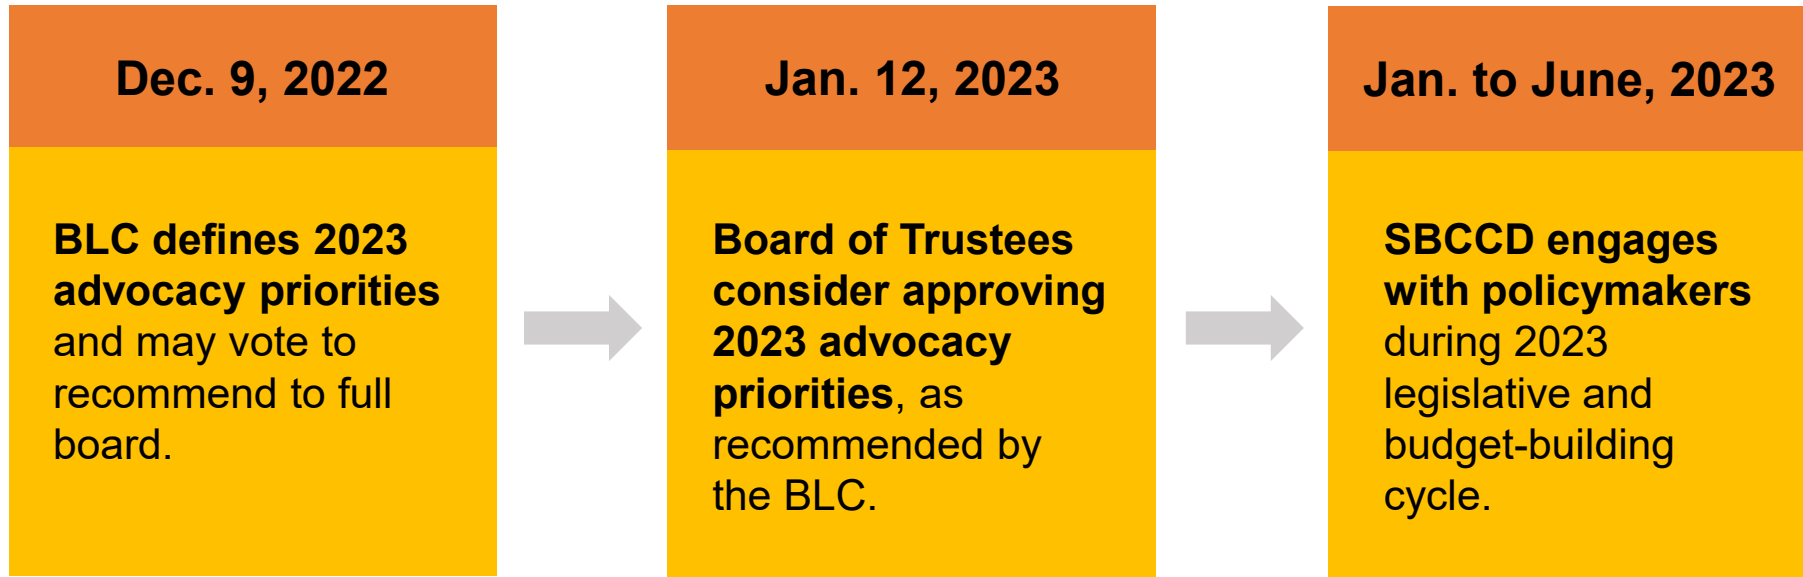 Dec. 9, 2022
BLC defines 2023
advocacy priorities
and may vote to
recommend to full
board.
Jan. 12, 2023
Board of Trustees
consider approving
2023 advocacy
priorities, as
recommended by
the BLC.
Jan. to June, 2023
SBCCD engages
with policymakers
during 2023
legislative and
budget-building
cycle.